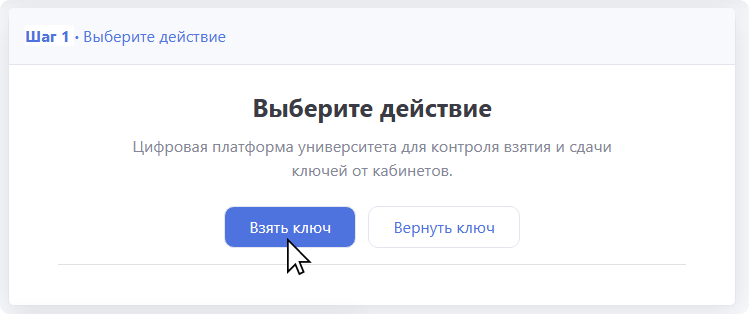 Шаг 1 • Выберите действие
Выберите действие
Цифровая платформа университета для контроля взятия и сдачи
ключей от кабинетов.
Взять ключ
Вернуть ключ